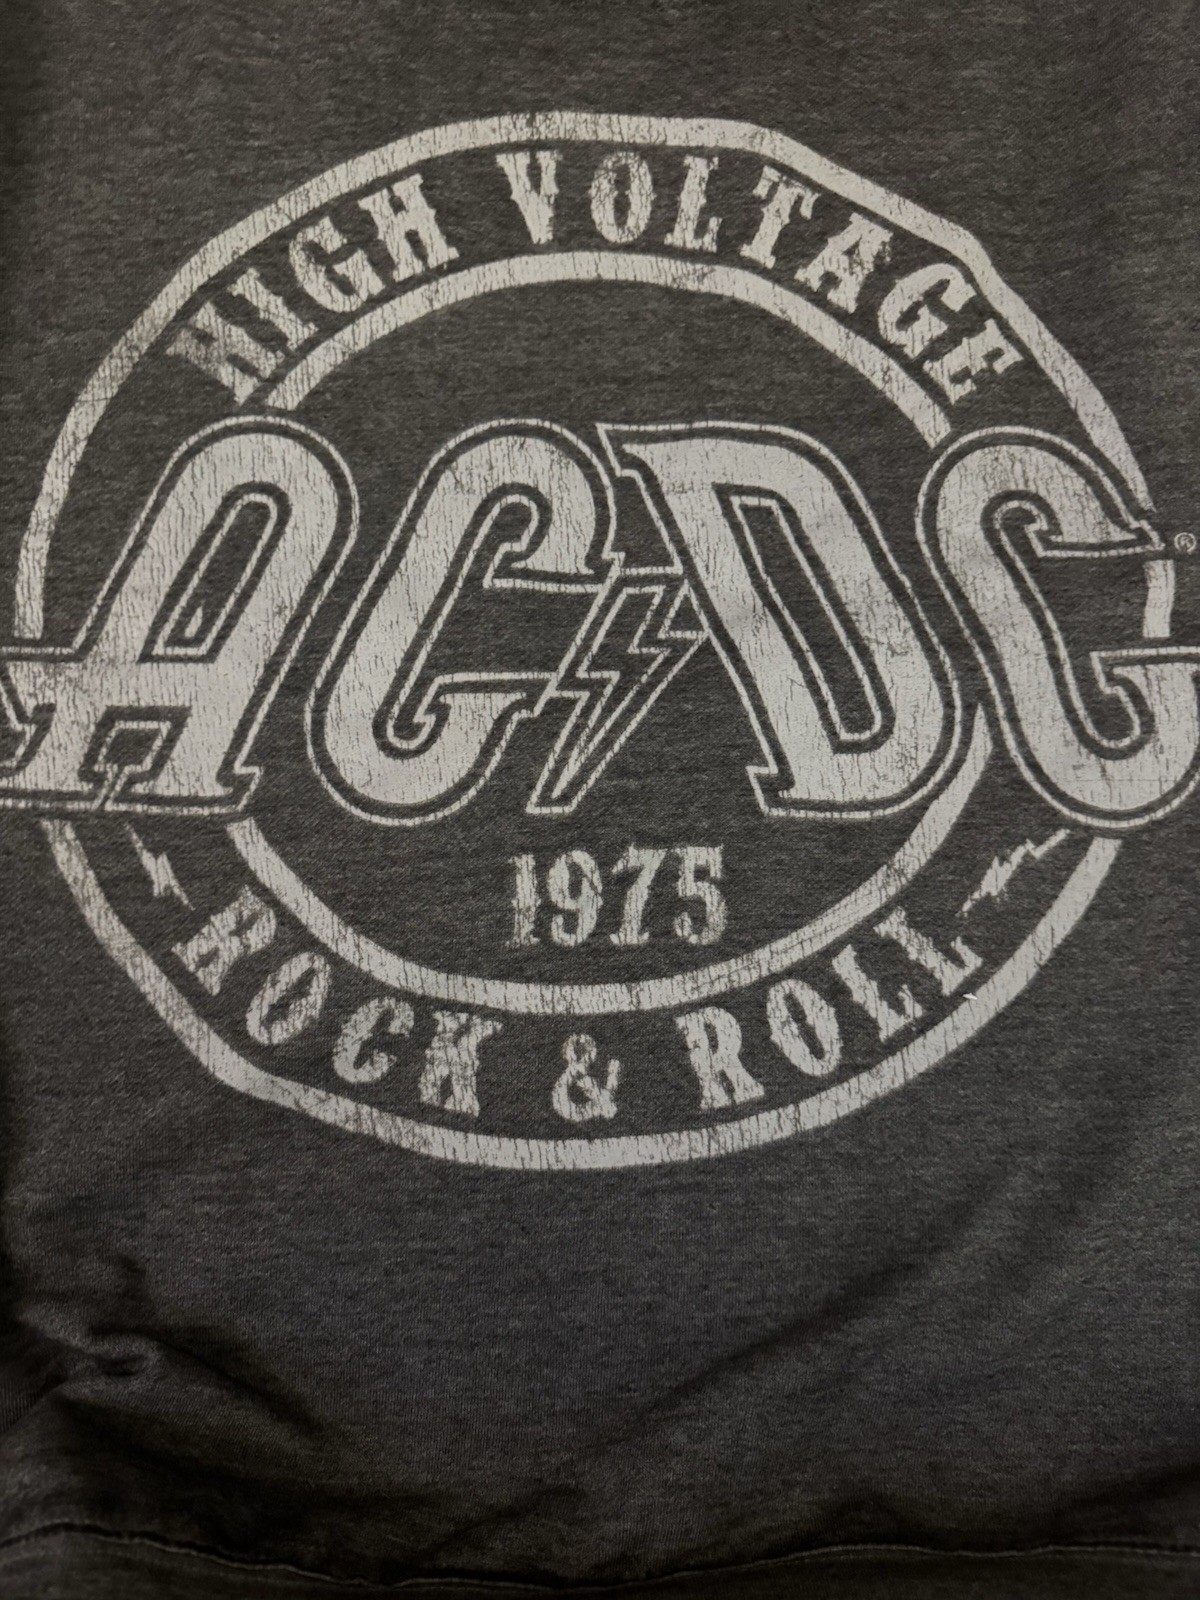 HIGH VOLTAGE
AC⚡DC ®
1975
ROCK & ROLL